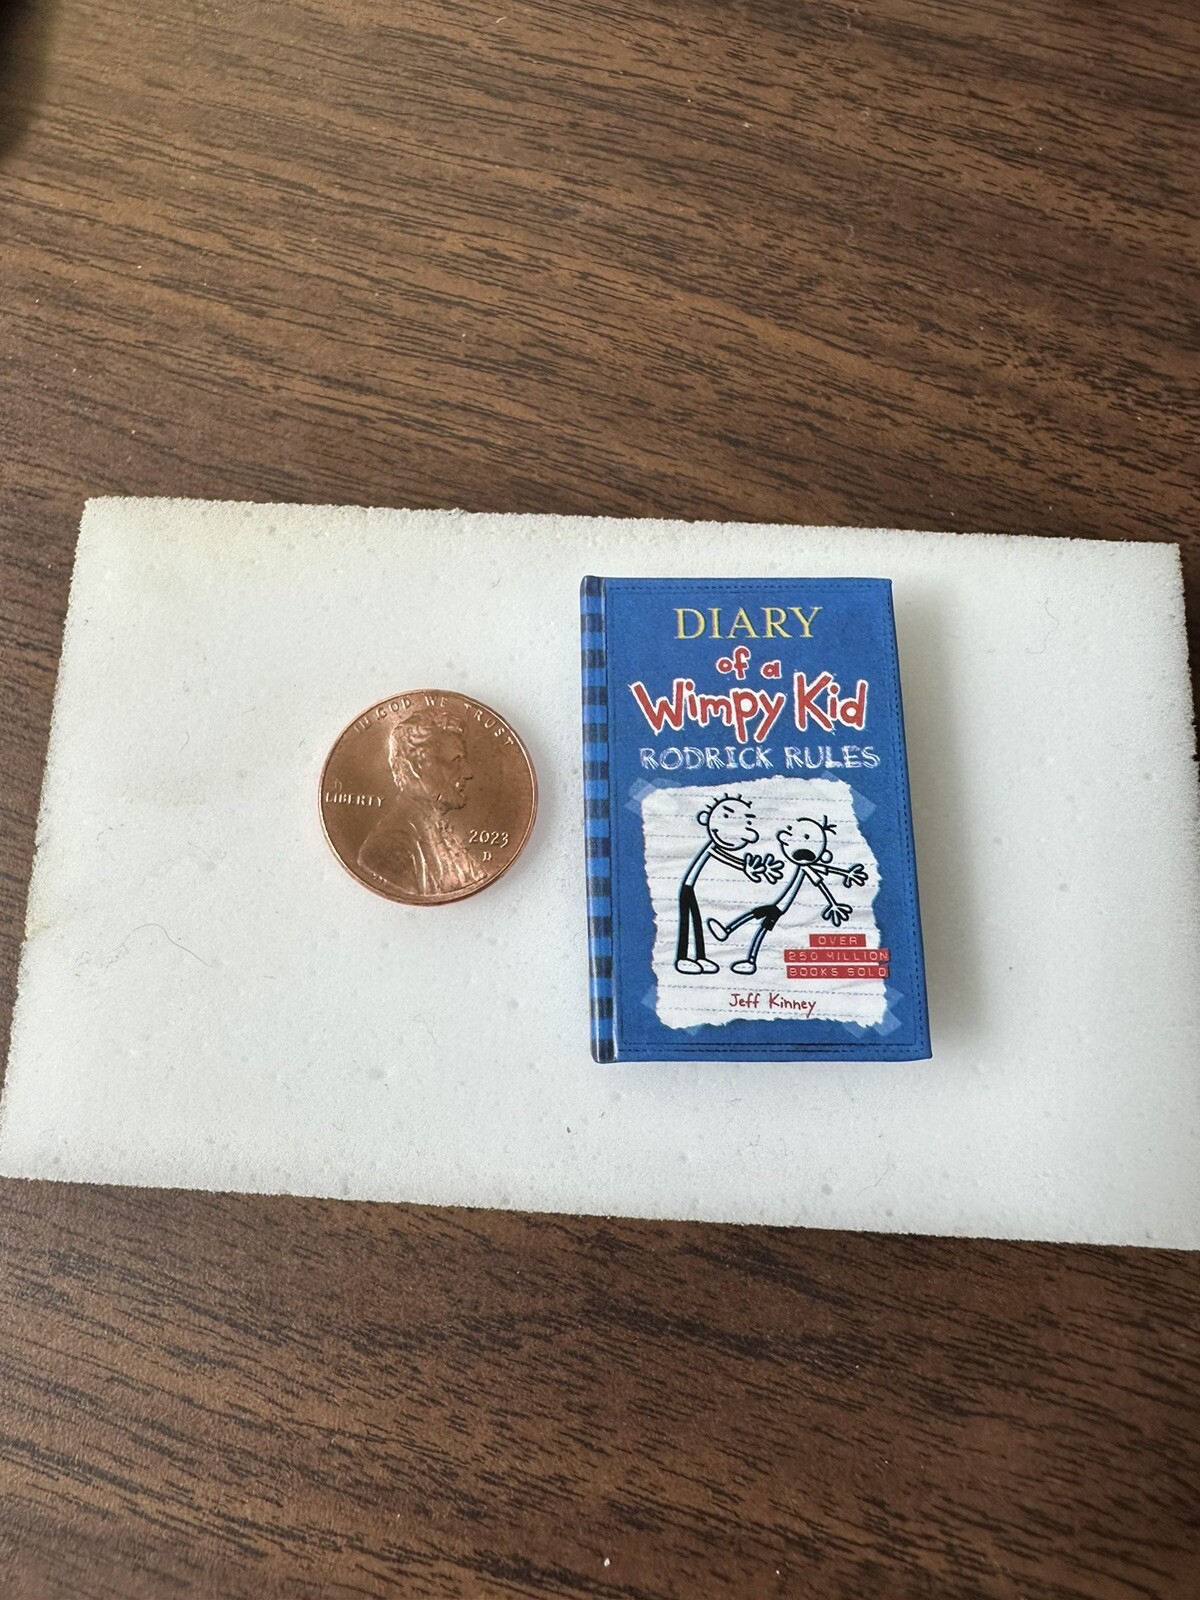 IN GOD WE TRUST
LIBERTY
2023
D
DIARY
of a
Wimpy Kid
RODRICK RULES
OVER
250 MILLION
BOOKS SOLD
Jeff Kinney